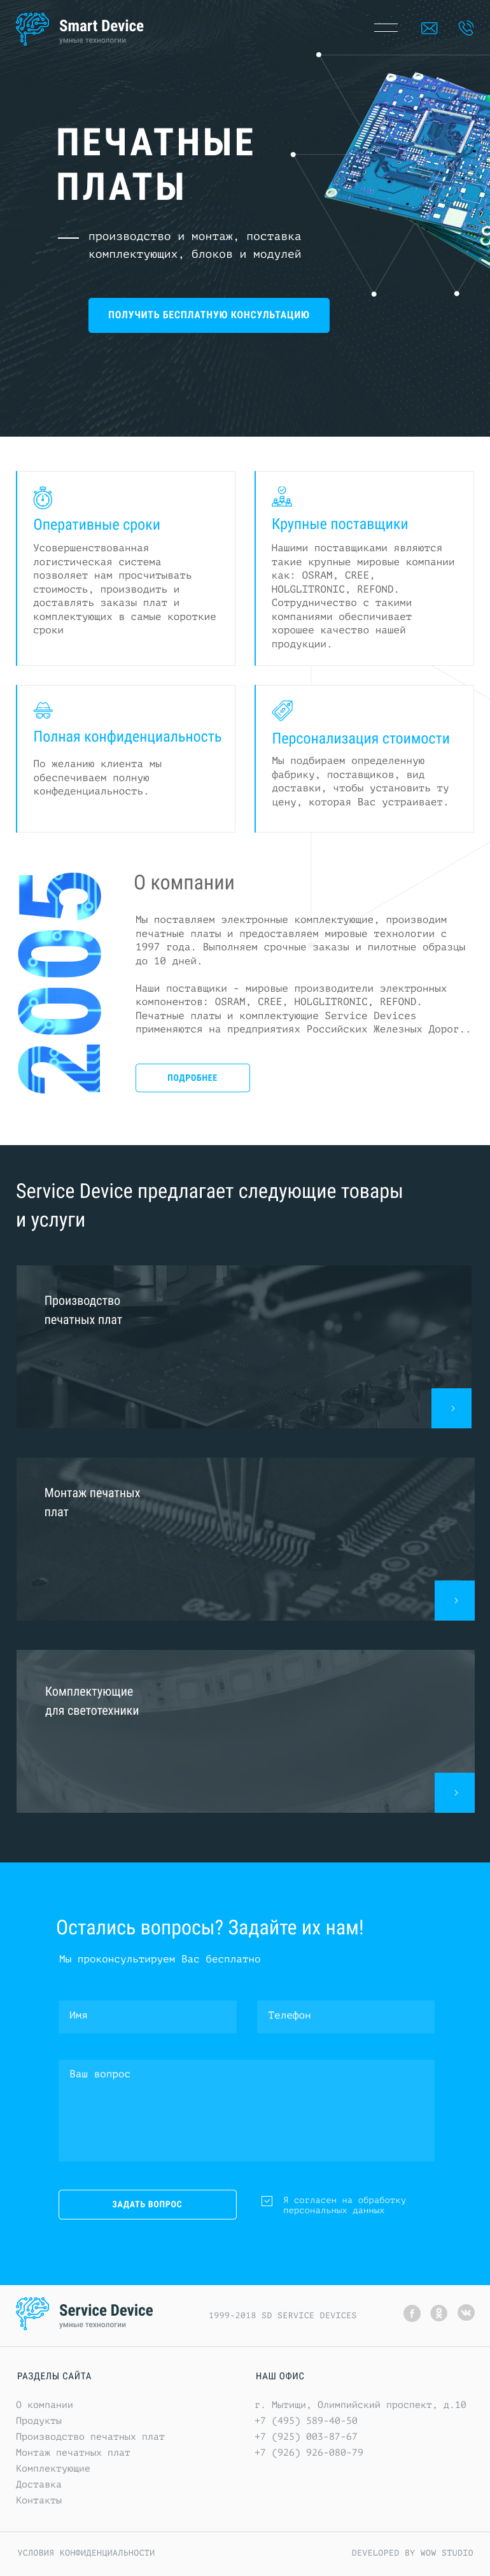 Smart Device
умные технологии
ПЕЧАТНЫЕ
ПЛАТЫ
производство и монтаж, поставка
комплектующих, блоков и модулей
ПОЛУЧИТЬ БЕСПЛАТНУЮ КОНСУЛЬТАЦИЮ
Оперативные сроки
Усовершенствованная
логистическая система
позволяет нам просчитывать
стоимость, производить и
доставлять заказы плат и
комплектующих в самые короткие
сроки
Крупные поставщики
Нашими поставщиками являются
такие крупные мировые компании
как: OSRAM, CREE,
HOLGLITRONIC, REFOND.
Сотрудничество с такими
компаниями обеспечивает
хорошее качество нашей
продукции.
Полная конфиденциальность
По желанию клиента мы
обеспечиваем полную
конфеденциальность.
Персонализация стоимости
Мы подбираем определенную
фабрику, поставщиков, вид
доставки, чтобы установить ту
цену, которая Вас устраивает.
2005
О компании
Мы поставляем электронные комплектующие, производим
печатные платы и предоставляем мировые технологии с
1997 года. Выполняем срочные заказы и пилотные образцы
до 10 дней.
Наши поставщики - мировые производители электронных
компонентов: OSRAM, CREE, HOLGLITRONIC, REFOND.
Печатные платы и комплектующие Service Devices
применяются на предприятиях Российских Железных Дорог..
ПОДРОБНЕЕ
Service Device предлагает следующие товары
и услуги
Производство
печатных плат
Монтаж печатных
плат
Комплектующие
для светотехники
Остались вопросы? Задайте их нам!
Мы проконсультируем Вас бесплатно
Имя
Телефон
Ваш вопрос
ЗАДАТЬ ВОПРОС
Я согласен на обработку
персональных данных
Service Device
умные технологии
1999-2018 SD SERVICE DEVICES
РАЗДЕЛЫ САЙТА
О компании
Продукты
Производство печатных плат
Монтаж печатных плат
Комплектующие
Доставка
Контакты
НАШ ОФИС
г. Мытищи, Олимпийский проспект, д.10
+7 (495) 589-40-50
+7 (925) 003-87-67
+7 (926) 926-080-79
УСЛОВИЯ КОНФИДЕНЦИАЛЬНОСТИ
DEVELOPED BY WOW STUDIO